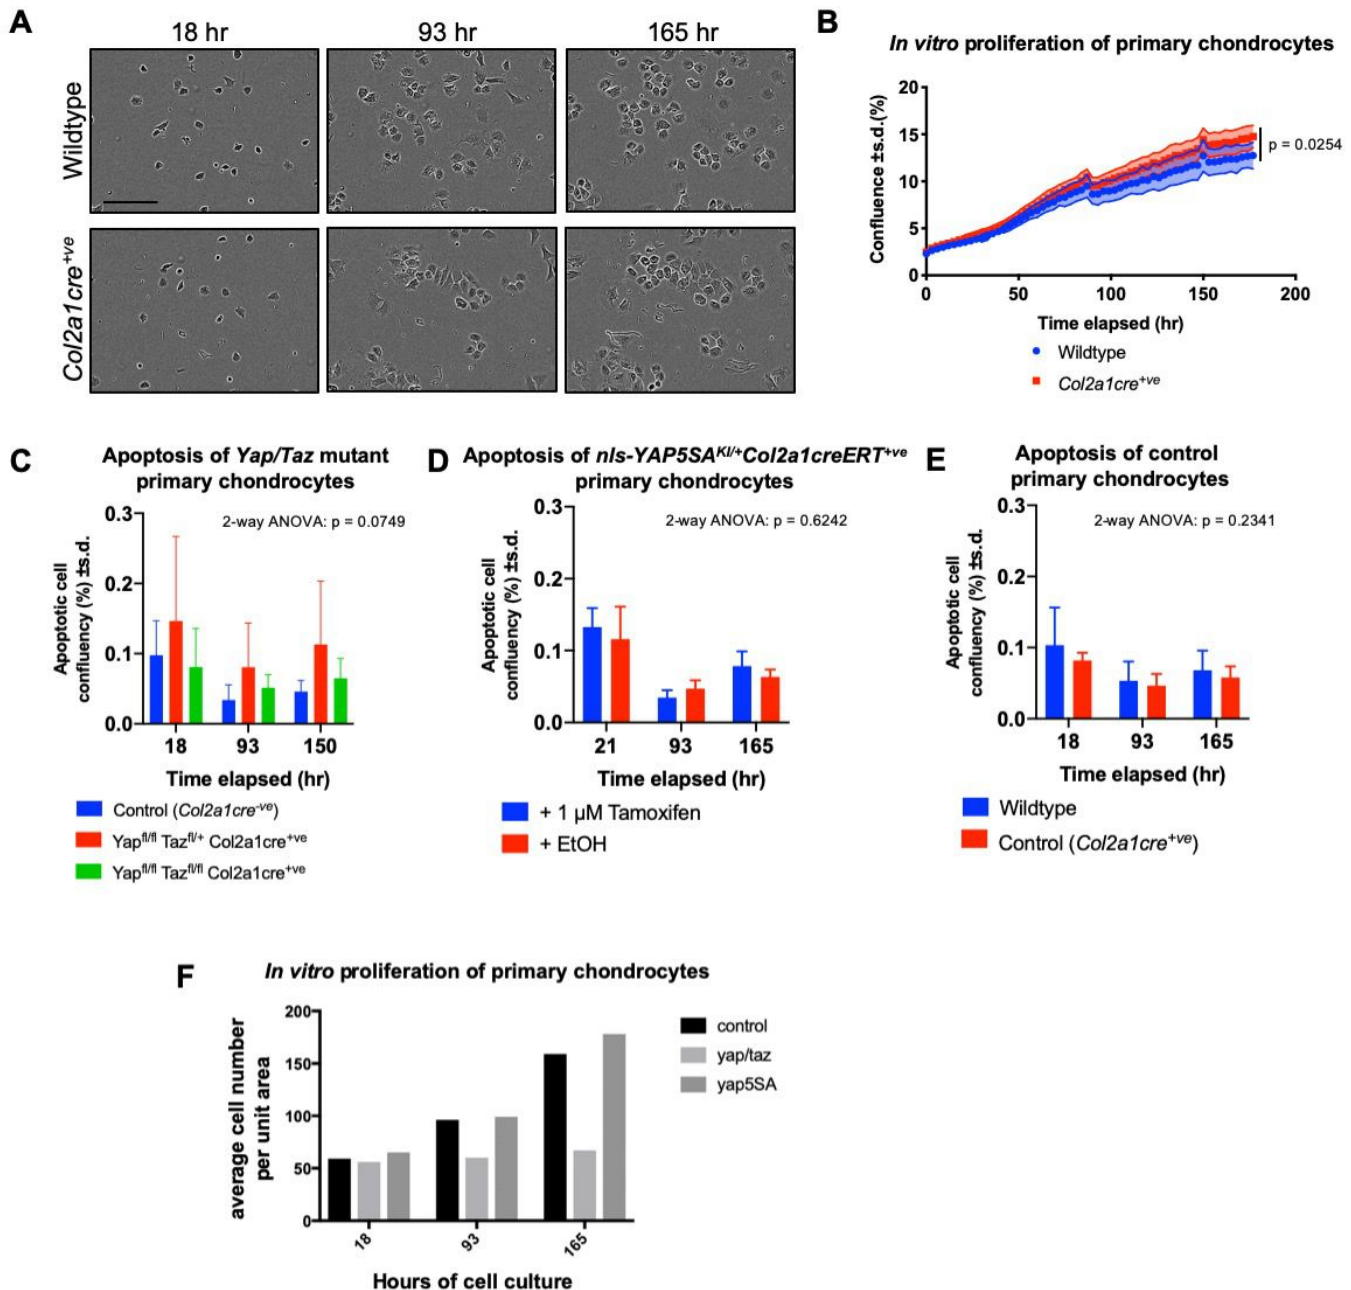 A
18 hr
93 hr
165 hr
Wildtype
Col2a1cre+ve
B
In vitro proliferation of primary chondrocytes
Confluence ±s.d.(%)
20
15
10
5
0
0
50
100
150
200
p = 0.0254
Time elapsed (hr)
Wildtype
Col2a1cre+ve
C
Apoptosis of Yap/Taz mutant
primary chondrocytes
2-way ANOVA: p = 0.0749
Apoptotic cell
confluency (%) ±s.d.
0.3
0.2
0.1
0.0
18
93
150
Time elapsed (hr)
Control (Col2a1cre-ve)
Yapfl/fl Tazfl/+ Col2a1cre+ve
Yapfl/fl Tazfl/fl Col2a1cre+ve
D
Apoptosis of nls-YAP5SAKI/+Col2a1creERT+ve
primary chondrocytes
2-way ANOVA: p = 0.6242
Apoptotic cell
confluency (%) ±s.d.
0.3
0.2
0.1
0.0
21
93
165
Time elapsed (hr)
+ 1 µM Tamoxifen
+ EtOH
E
Apoptosis of control
primary chondrocytes
2-way ANOVA: p = 0.2341
Apoptotic cell
confluency (%) ±s.d.
0.3
0.2
0.1
0.0
18
93
165
Time elapsed (hr)
Wildtype
Control (Col2a1cre+ve)
F
In vitro proliferation of primary chondrocytes
average cell number
per unit area
200
150
100
50
0
18
93
165
Hours of cell culture
control
yap/taz
yap5SA